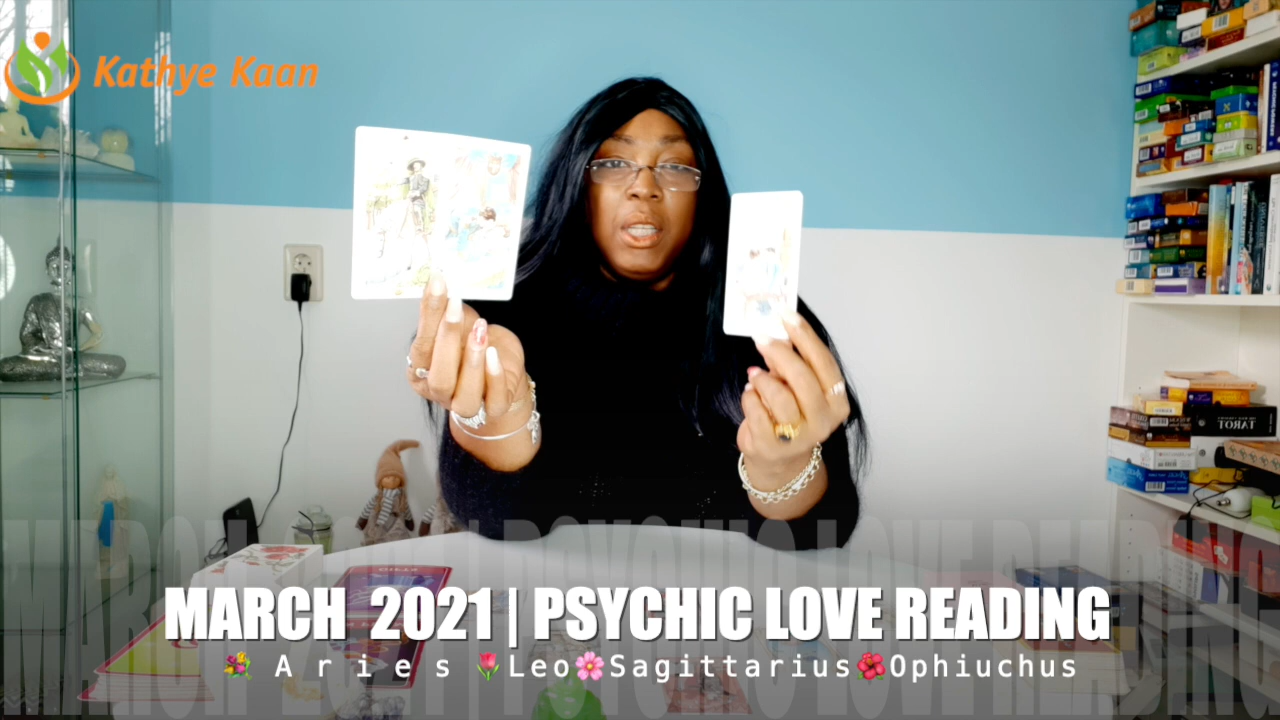 Kathye Kaan
TAROT
MARCH 2021 | PSYCHIC LOVE READING
💐 A r i e s 🌷Leo🌸Sagittarius🌺Ophiuchus